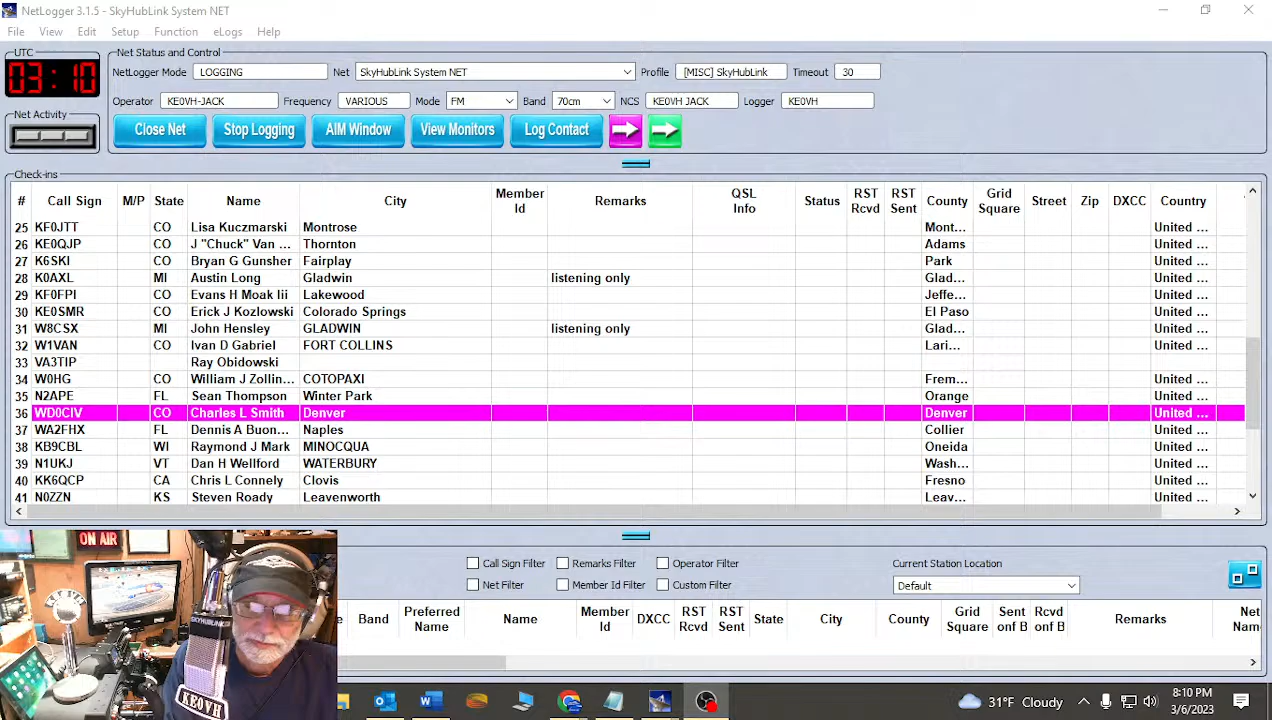 NetLogger 3.1.5 - SkyHubLink System NET
File View Edit Setup Function eLogs Help
UTC
03:10
Net Activity
Net Status and Control
NetLogger Mode LOGGING Net SkyHubLink System NET Profile [MISC] SkyHubLink Timeout 30
Operator KE0VH-JACK Frequency VARIOUS Mode FM Band 70cm NCS KE0VH JACK Logger KE0VH
Close Net Stop Logging AIM Window View Monitors Log Contact
Check-ins
# Call Sign M/P State Name City Member Id Remarks QSL Info Status RST Rcvd RST Sent County Grid Square Street Zip DXCC Country
25 KF0JTT CO Lisa Kuczmarski Montrose Mont... United ...
26 KE0QJP CO J "Chuck" Van ... Thornton Adams United ...
27 K6SKI CO Bryan G Gunsher Fairplay Park United ...
28 K0AXL MI Austin Long Gladwin listening only Glad... United ...
29 KF0FPI CO Evans H Moak Iii Lakewood Jeffe... United ...
30 KE0SMR CO Erick J Kozlowski Colorado Springs El Paso United ...
31 W8CSX MI John Hensley GLADWIN listening only Glad... United ...
32 W1VAN CO Ivan D Gabriel FORT COLLINS Lari... United ...
33 VA3TIP Ray Obidowski United ...
34 W0HG CO William J Zollin... COTOPAXI Frem... United ...
35 N2APE FL Sean Thompson Winter Park Orange United ...
36 WD0CIV CO Charles L Smith Denver Denver United ...
37 WA2FHX FL Dennis A Buon... Naples Collier United ...
38 KB9CBL WI Raymond J Mark MINOCQUA Oneida United ...
39 N1UKJ VT Dan H Wellford WATERBURY Wash... United ...
40 KK6QCP CA Chris L Connely Clovis Fresno United ...
41 N0ZZN KS Steven Roady Leavenworth Leav... United ...
ON AIR
SKYHUBLINK
KE0VH
Call Sign Filter Remarks Filter Operator Filter
Net Filter Member Id Filter Custom Filter
Current Station Location
Default
Band Preferred Name Name Member Id DXCC RST Rcvd RST Sent State City County Grid Square Sent onf B Rcvd onf B Remarks Net Name
31°F Cloudy
8:10 PM
3/6/2023